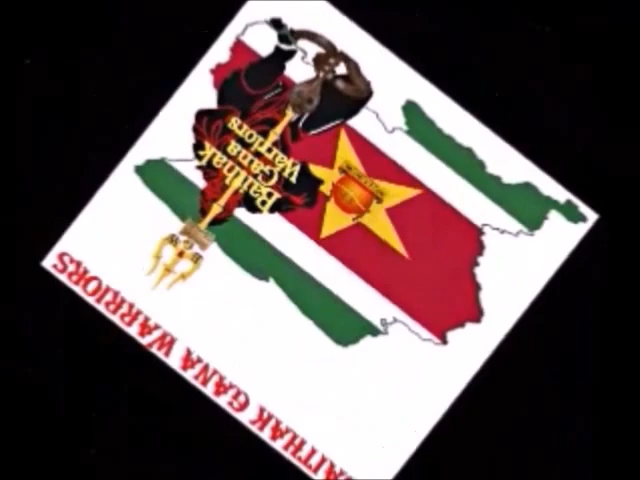 Baithak
Gana
Warriors
B G W
AITHAK GANA WARRIORS